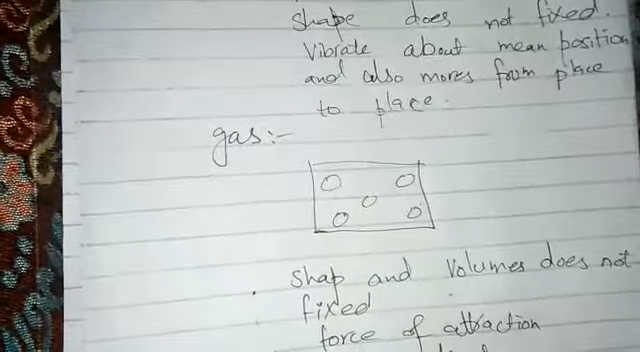 shape does not fixed.
Vibrate about mean position
and also moves from place
to place.
gas:-
shap and Volumes does not
fixed
force of attraction